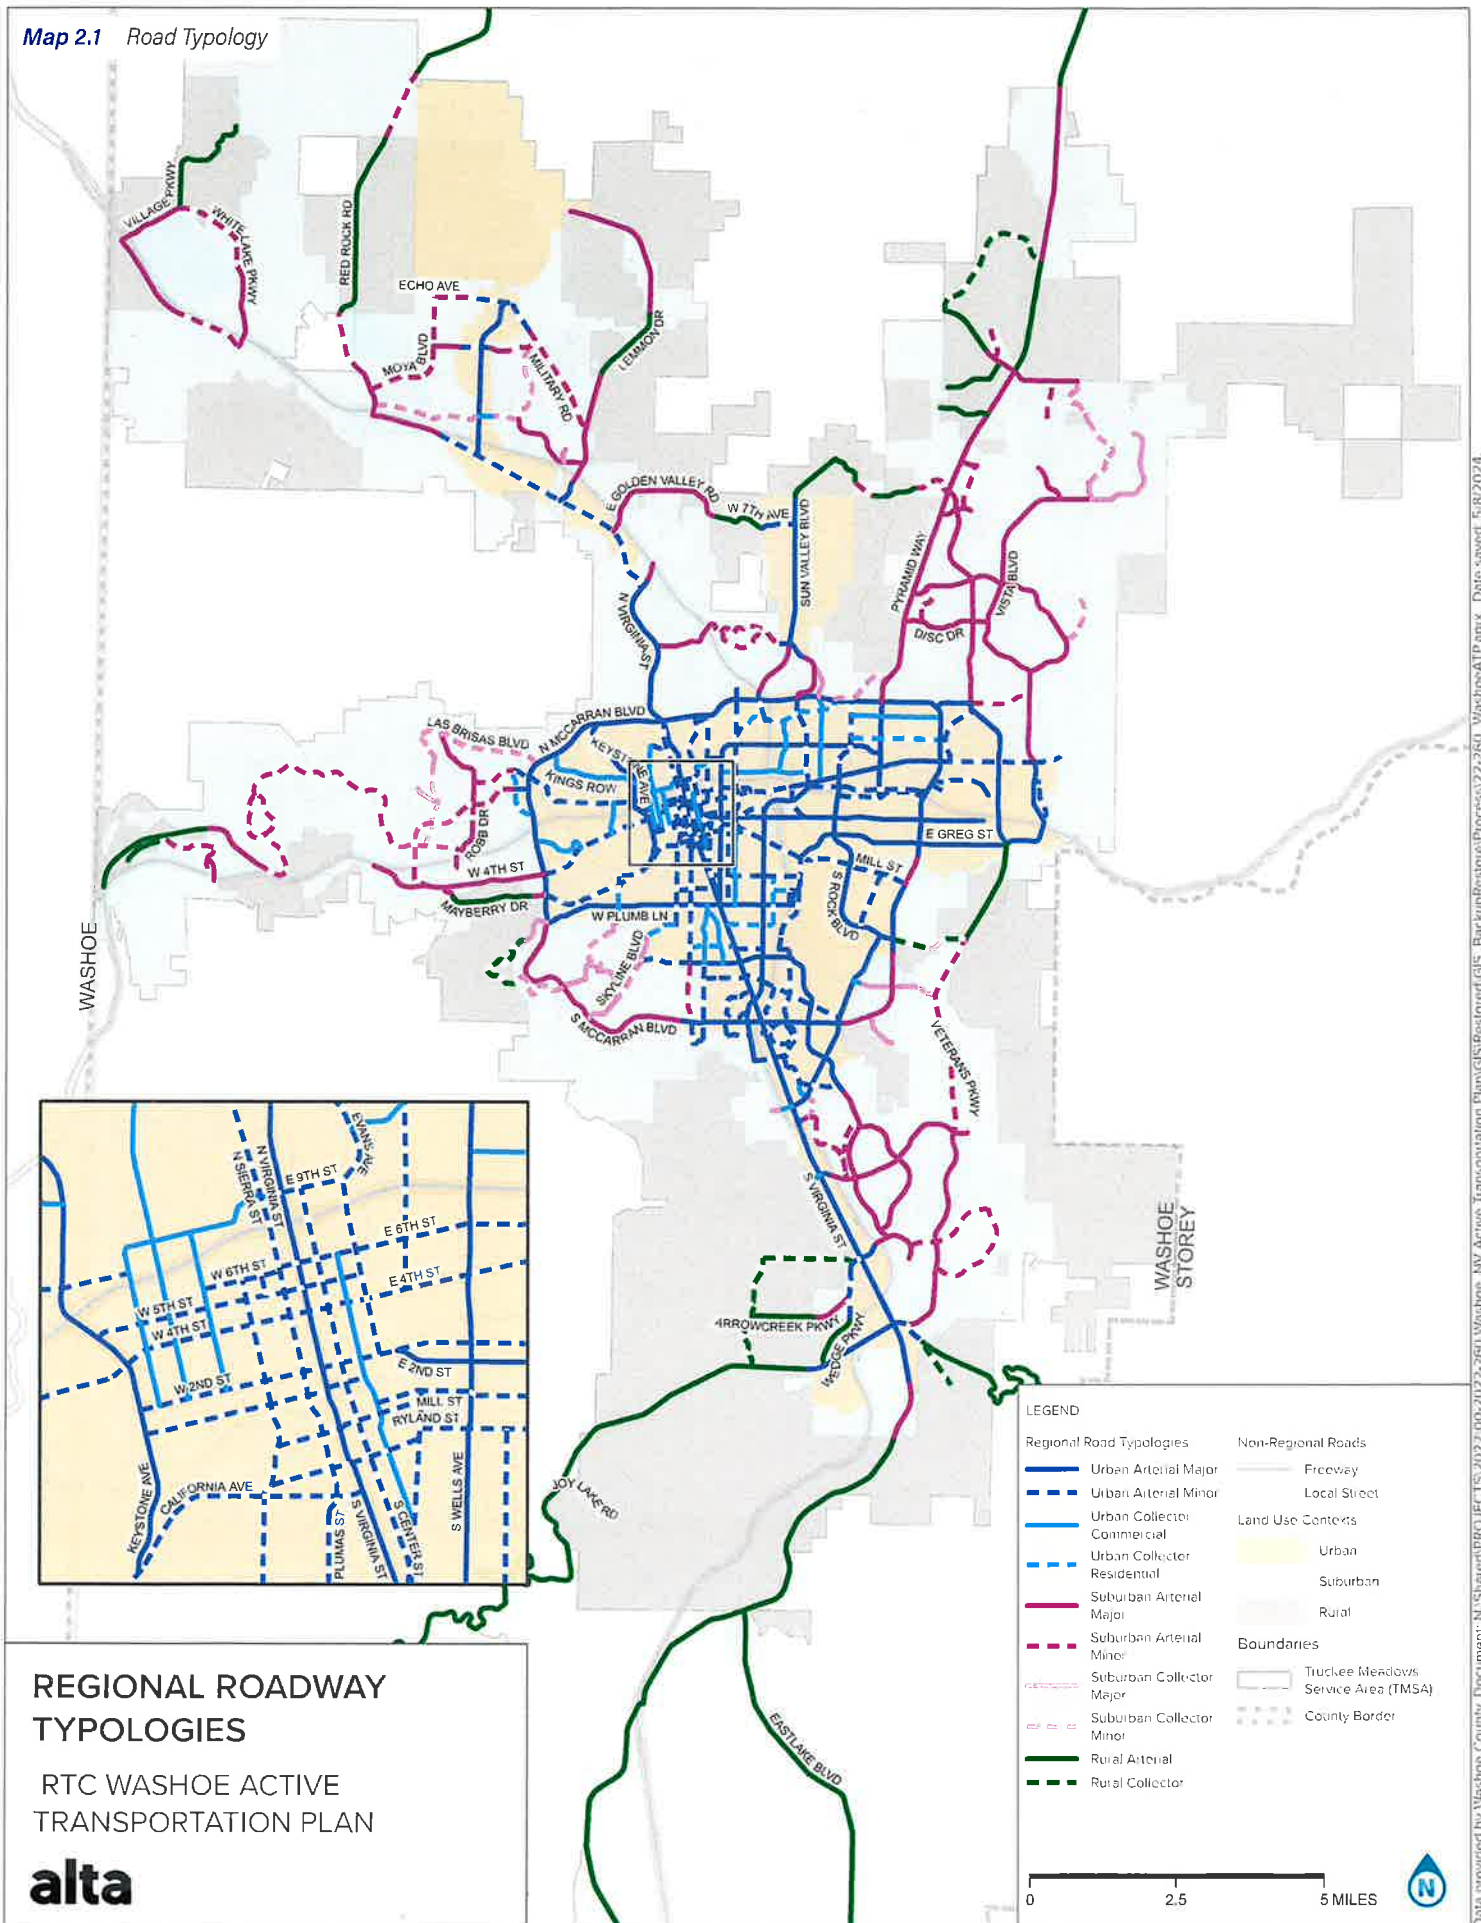 Map 2.1 Road Typology
VILLAGE PKWY
WHITE LAKE PKWY
RED ROCK RD
ECHO AVE
MOYA BLVD
MILITARY RD
LEMMON DR
E GOLDEN VALLEY RD
W 7TH AVE
SUN VALLEY BLVD
PYRAMID WAY
VISTA BLVD
DISC DR
N VIRGINIA ST
LAS BRISAS BLVD
N MCCARRAN BLVD
KEYSTONE AVE
KINGS ROW
ROBB DR
W 4TH ST
MAYBERRY DR
W PLUMB LN
E GREG ST
MILL ST
S ROCK BLVD
SKYLINE BLVD
S MCCARRAN BLVD
VETERANS PKWY
WASHOE
S VIRGINIA ST
WASHOE
STOREY
ARROWCREEK PKWY
WEDGE PKWY
JOY LAKE RD
EASTLAKE BLVD
N SIERRA ST
N VIRGINIA ST
EVANS AVE
E 9TH ST
E 6TH ST
W 6TH ST
E 4TH ST
W 5TH ST
W 4TH ST
W 2ND ST
E 2ND ST
MILL ST
RYLAND ST
KEYSTONE AVE
CALIFORNIA AVE
PLUMAS ST
S VIRGINIA ST
S CENTER ST
S WELLS AVE
REGIONAL ROADWAY
TYPOLOGIES
RTC WASHOE ACTIVE
TRANSPORTATION PLAN
alta
LEGEND
Regional Road Typologies
Urban Arterial Major
Urban Arterial Minor
Urban Collector
Commercial
Urban Collector
Residential
Suburban Arterial
Major
Suburban Arterial
Minor
Suburban Collector
Major
Suburban Collector
Minor
Rural Arterial
Rural Collector
Non-Regional Roads
Freeway
Local Street
Land Use Contexts
Urban
Suburban
Rural
Boundaries
Truckee Meadows
Service Area (TMSA)
County Border
0 2.5 5 MILES
N